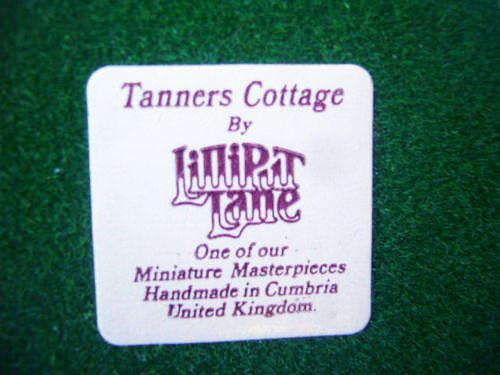 Tanners Cottage
By
LilliPuT
Lane
One of our
Miniature Masterpieces
Handmade in Cumbria
United Kingdom.